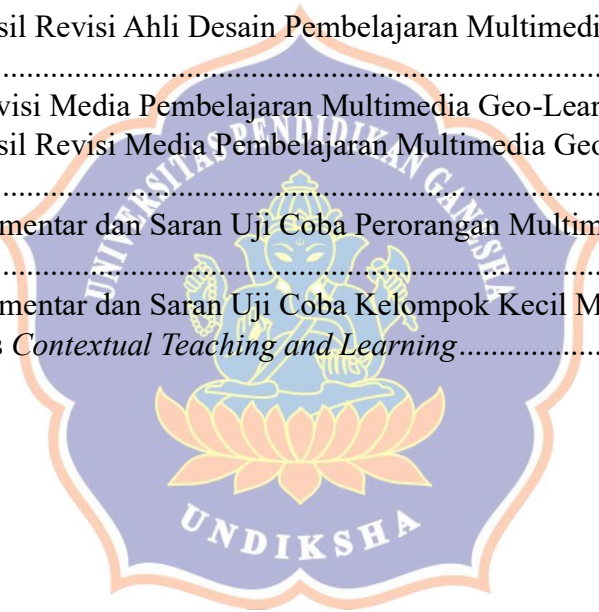 sil Revisi Ahli Desain Pembelajaran Multimedi
................................................................................
visi Media Pembelajaran Multimedia Geo-Lear
sil Revisi Media Pembelajaran Multimedia Geo
................................................................................
mentar dan Saran Uji Coba Perorangan Multim
................................................................................
mentar dan Saran Uji Coba Kelompok Kecil M
s Contextual Teaching and Learning...................
UNIVERSITAS PENDIDIKAN GANESHA
UNDIKSHA